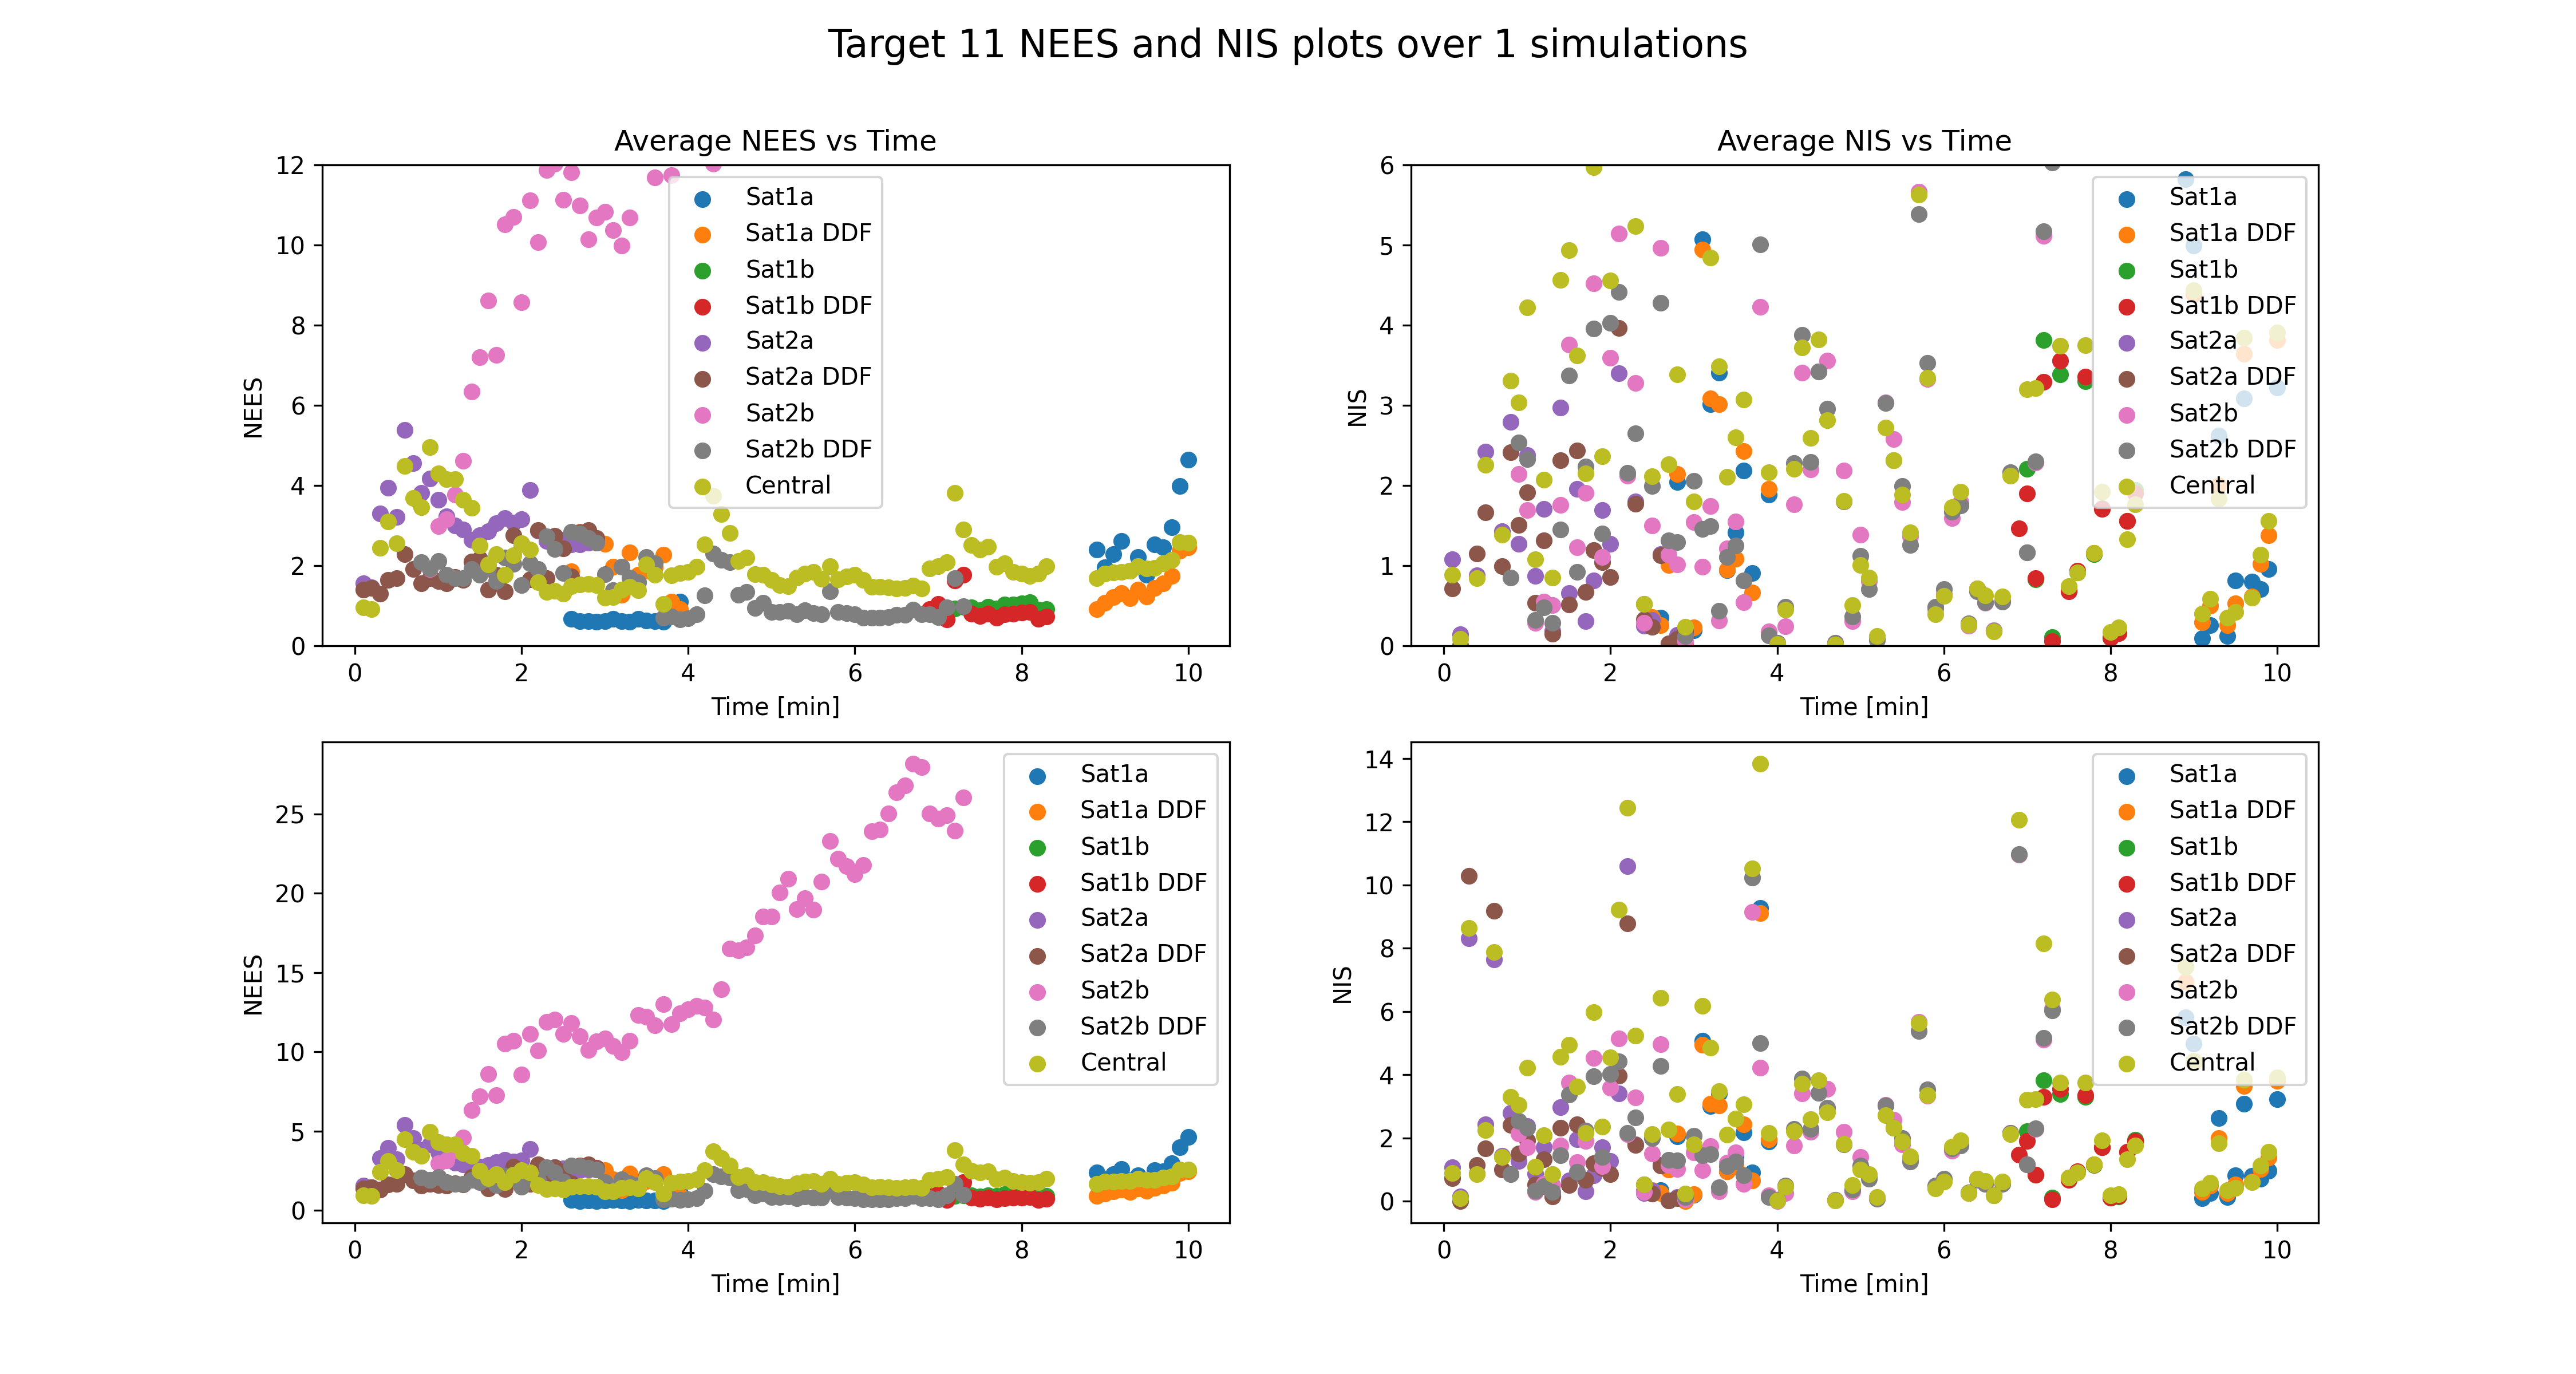 Target 11 NEES and NIS plots over 1 simulations
Average NEES vs Time
12
10
8
6
4
2
0
NEES
0 2 4 6 8 10
Time [min]
Sat1a
Sat1a DDF
Sat1b
Sat1b DDF
Sat2a
Sat2a DDF
Sat2b
Sat2b DDF
Central
Average NIS vs Time
6
5
4
3
2
1
0
NIS
0 2 4 6 8 10
Time [min]
Sat1a
Sat1a DDF
Sat1b
Sat1b DDF
Sat2a
Sat2a DDF
Sat2b
Sat2b DDF
Central
25
20
15
10
5
0
NEES
0 2 4 6 8 10
Time [min]
Sat1a
Sat1a DDF
Sat1b
Sat1b DDF
Sat2a
Sat2a DDF
Sat2b
Sat2b DDF
Central
14
12
10
8
6
4
2
0
NIS
0 2 4 6 8 10
Time [min]
Sat1a
Sat1a DDF
Sat1b
Sat1b DDF
Sat2a
Sat2a DDF
Sat2b
Sat2b DDF
Central